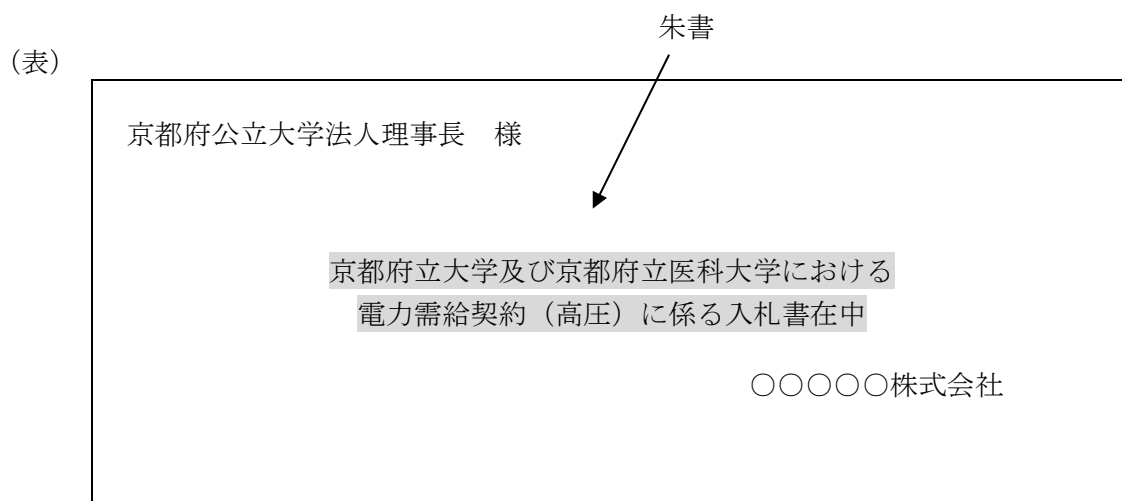 朱書
（表）
京都府公立大学法人理事長　様
京都府立大学及び京都府立医科大学における
電力需給契約（高圧）に係る入札書在中
○○○○○株式会社